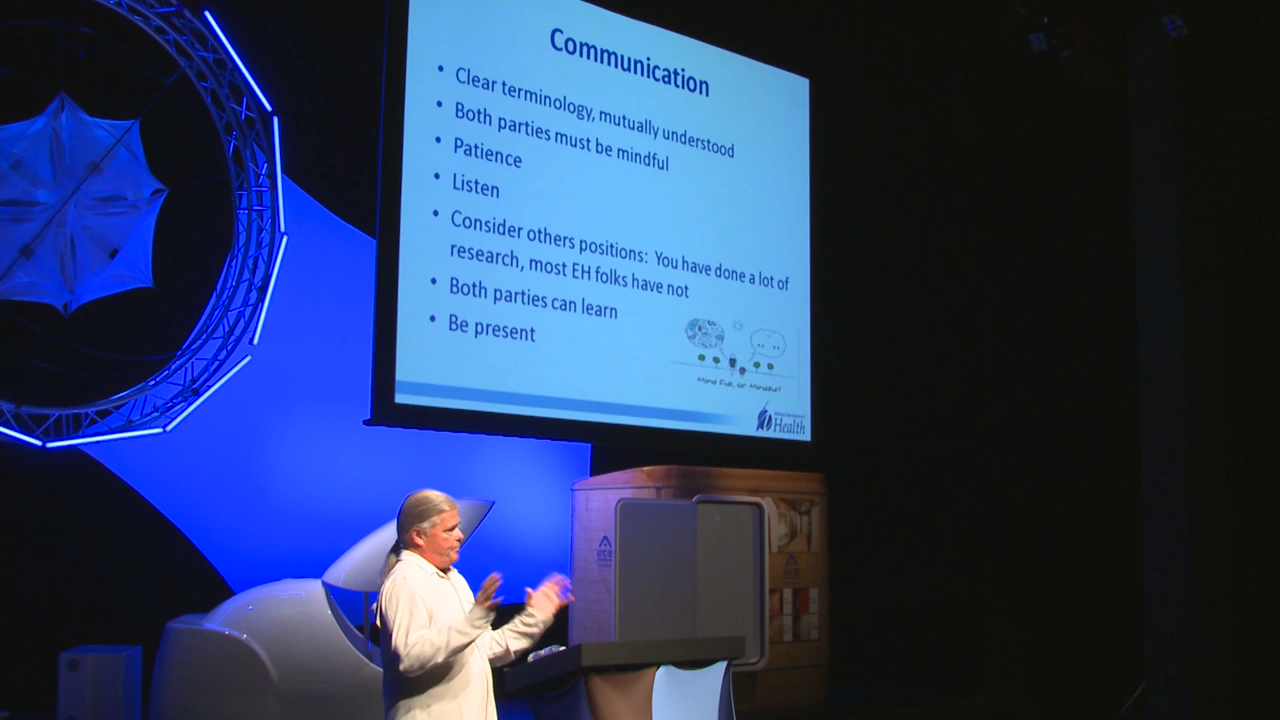 Communication
• Clear terminology, mutually understood
• Both parties must be mindful
• Patience
• Listen
• Consider others positions: You have done a lot of
research, most EH folks have not
• Both parties can learn
• Be present
Mind Full, or Mindful?
Health